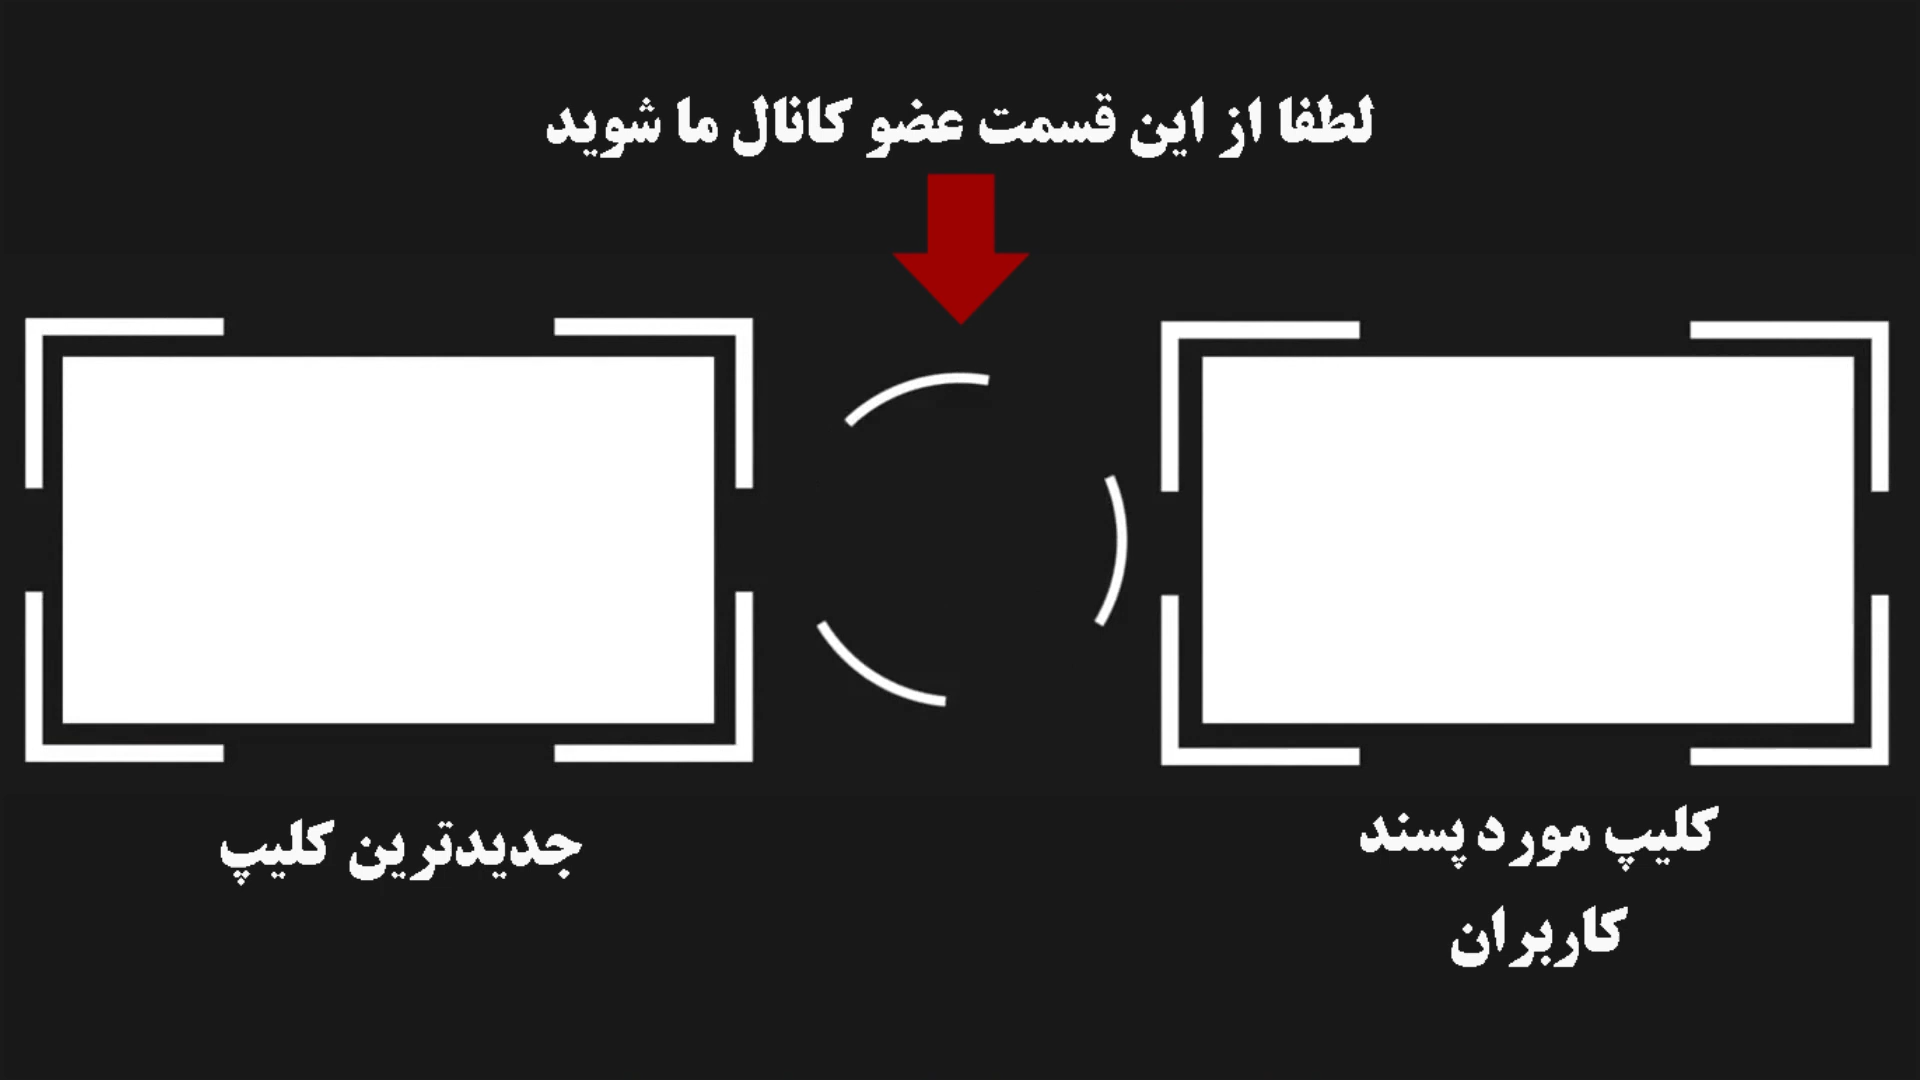 لطفا از این قسمت عضو کانال ما شوید
کلیپ مورد پسند
کاربران
جدیدترین کلیپ